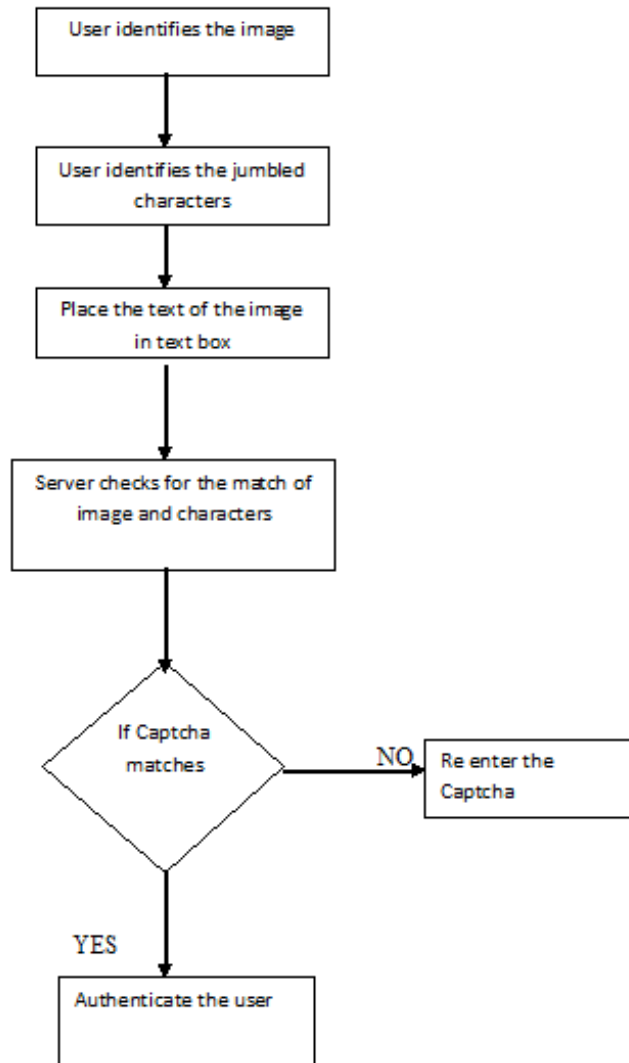 User identifies the image
User identifies the jumbled
characters
Place the text of the image
in text box
Server checks for the match of
image and characters
If Captcha
matches
NO
Re enter the
Captcha
YES
Authenticate the user